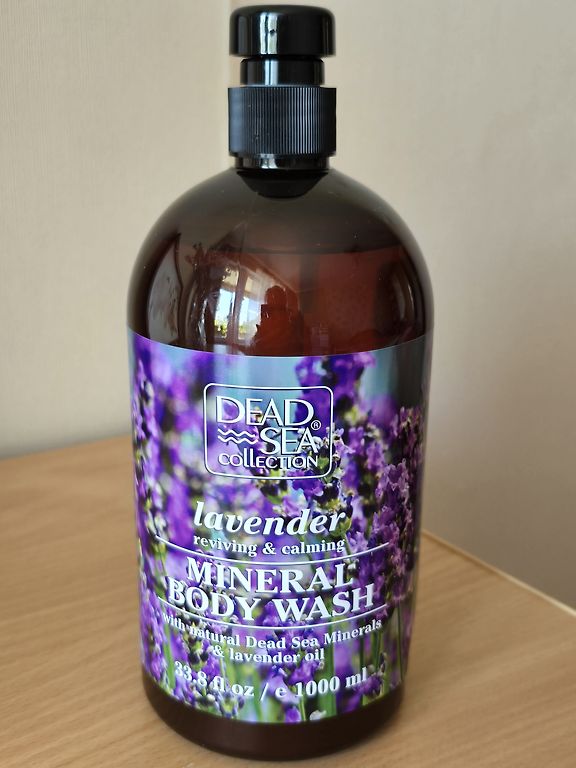 DEAD
SEA®
COLLECTION
lavender
reviving & calming
MINERAL
BODY WASH
with natural Dead Sea Minerals
& lavender oil
33.8 fl oz / e 1000 ml